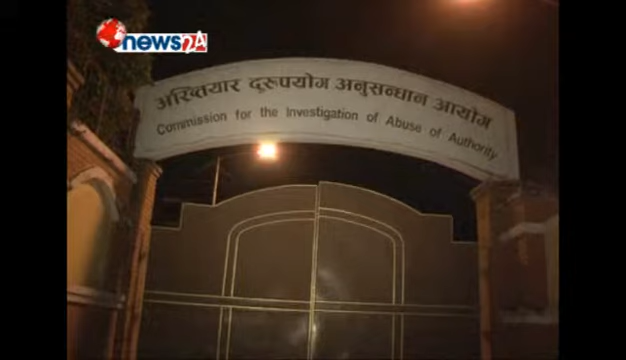 news24
अख्तियार दूरुपयोग अनुसन्धान आयोग
Commission for the Investigation of Abuse of Authority